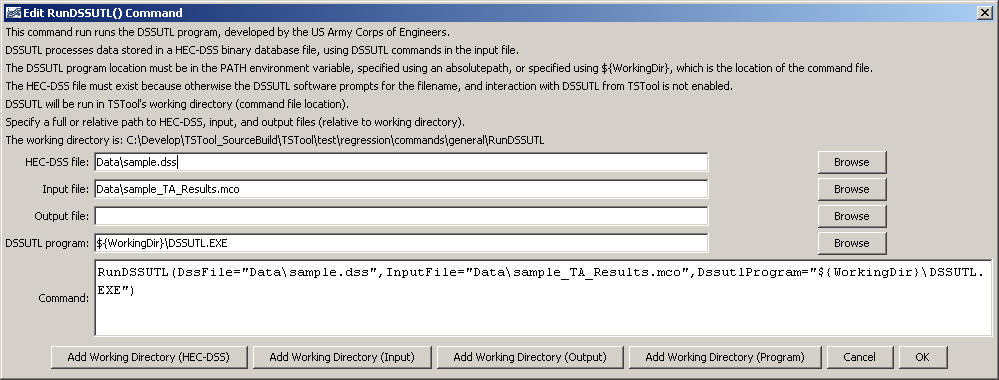 Edit RunDSSUTL() Command
This command run runs the DSSUTL program, developed by the US Army Corps of Engineers.
DSSUTL processes data stored in a HEC-DSS binary database file, using DSSUTL commands in the input file.
The DSSUTL program location must be in the PATH environment variable, specified using an absolutepath, or specified using ${WorkingDir}, which is the location of the command file.
The HEC-DSS file must exist because otherwise the DSSUTL software prompts for the filename, and interaction with DSSUTL from TSTool is not enabled.
DSSUTL will be run in TSTool's working directory (command file location).
Specify a full or relative path to HEC-DSS, input, and output files (relative to working directory).
The working directory is: C:\Develop\TSTool_SourceBuild\TSTool\test\regression\commands\general\RunDSSUTL
HEC-DSS file: Data\sample.dss Browse
Input file: Data\sample_TA_Results.mco Browse
Output file: Browse
DSSUTL program: ${WorkingDir}\DSSUTL.EXE Browse
Command: RunDSSUTL(DssFile="Data\sample.dss",InputFile="Data\sample_TA_Results.mco",DssutlProgram="${WorkingDir}\DSSUTL.
EXE")
Add Working Directory (HEC-DSS) Add Working Directory (Input) Add Working Directory (Output) Add Working Directory (Program) Cancel OK